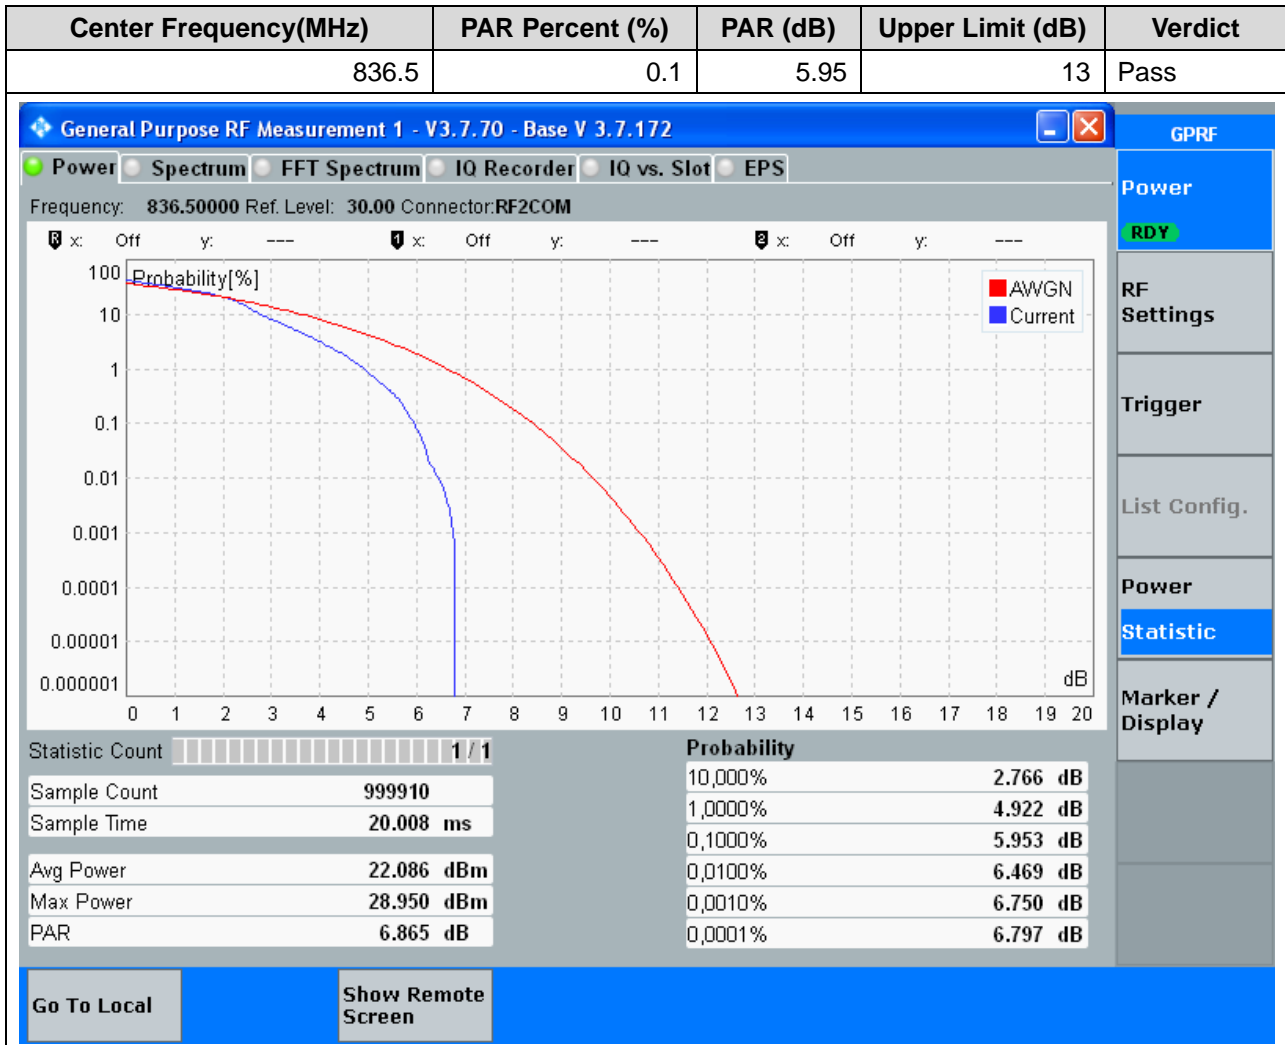 Center Frequency(MHz) PAR Percent (%) PAR (dB) Upper Limit (dB) Verdict
836.5 0.1 5.95 13 Pass
General Purpose RF Measurement 1 - V3.7.70 - Base V 3.7.172
GPRF
Power Spectrum FFT Spectrum IQ Recorder IQ vs. Slot EPS
Power
RDY
Frequency: 836.50000 Ref. Level: 30.00 Connector:RF2COM
R x: Off y: --- 1 x: Off y: --- 2 x: Off y: ---
Probability[%]
AWGN
Current
100
10
1
0.1
0.01
0.001
0.0001
0.00001
0.000001
dB
0 1 2 3 4 5 6 7 8 9 10 11 12 13 14 15 16 17 18 19 20
RF
Settings
Trigger
List Config.
Power
Statistic
Marker /
Display
Statistic Count 1 / 1
Sample Count 999910
Sample Time 20.008 ms
Avg Power 22.086 dBm
Max Power 28.950 dBm
PAR 6.865 dB
Probability
10,000% 2.766 dB
1,0000% 4.922 dB
0,1000% 5.953 dB
0,0100% 6.469 dB
0,0010% 6.750 dB
0,0001% 6.797 dB
Go To Local
Show Remote
Screen